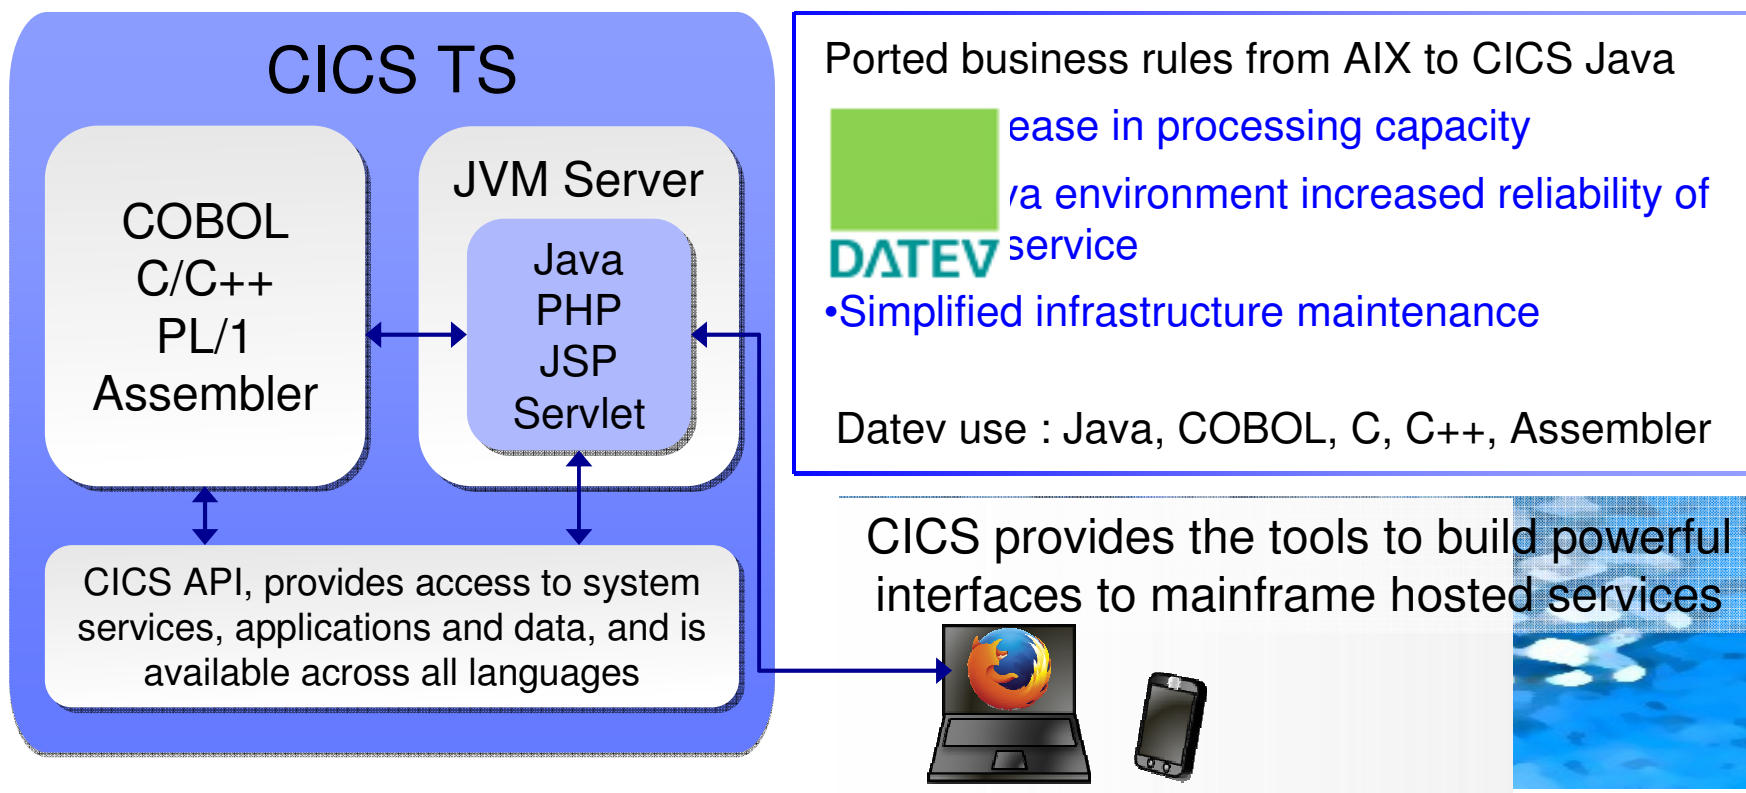 CICS TS
COBOL
C/C++
PL/1
Assembler
JVM Server
Java
PHP
JSP
Servlet
CICS API, provides access to system
services, applications and data, and is
available across all languages
Ported business rules from AIX to CICS Java
ease in processing capacity
environment increased reliability of
service
DATEV
•Simplified infrastructure maintenance
Datev use : Java, COBOL, C, C++, Assembler
CICS provides the tools to build powerful
interfaces to mainframe hosted services